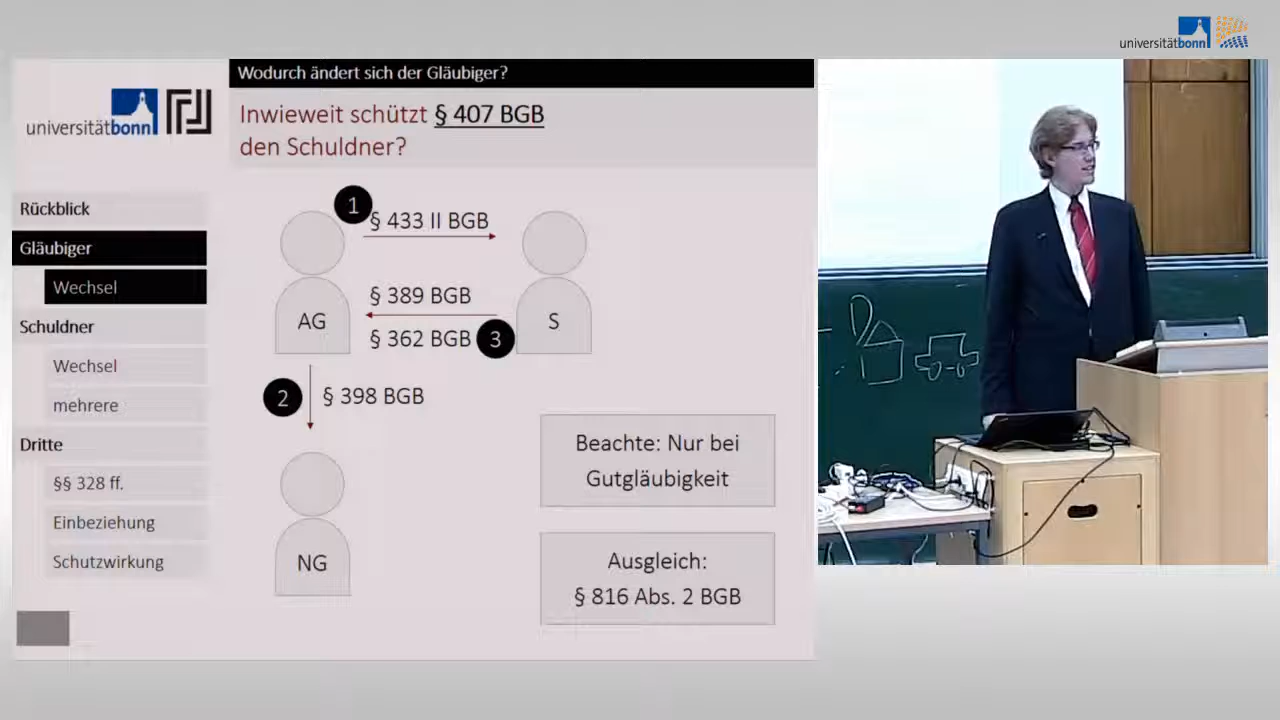 universitätbonn
Wodurch ändert sich der Gläubiger?
universitätbonn
Inwieweit schützt § 407 BGB
den Schuldner?
Rückblick
Gläubiger
Wechsel
Schuldner
Wechsel
mehrere
Dritte
§§ 328 ff.
Einbeziehung
Schutzwirkung
1
§ 433 II BGB
§ 389 BGB
AG
S
§ 362 BGB
3
2
§ 398 BGB
NG
Beachte: Nur bei
Gutgläubigkeit
Ausgleich:
§ 816 Abs. 2 BGB
D